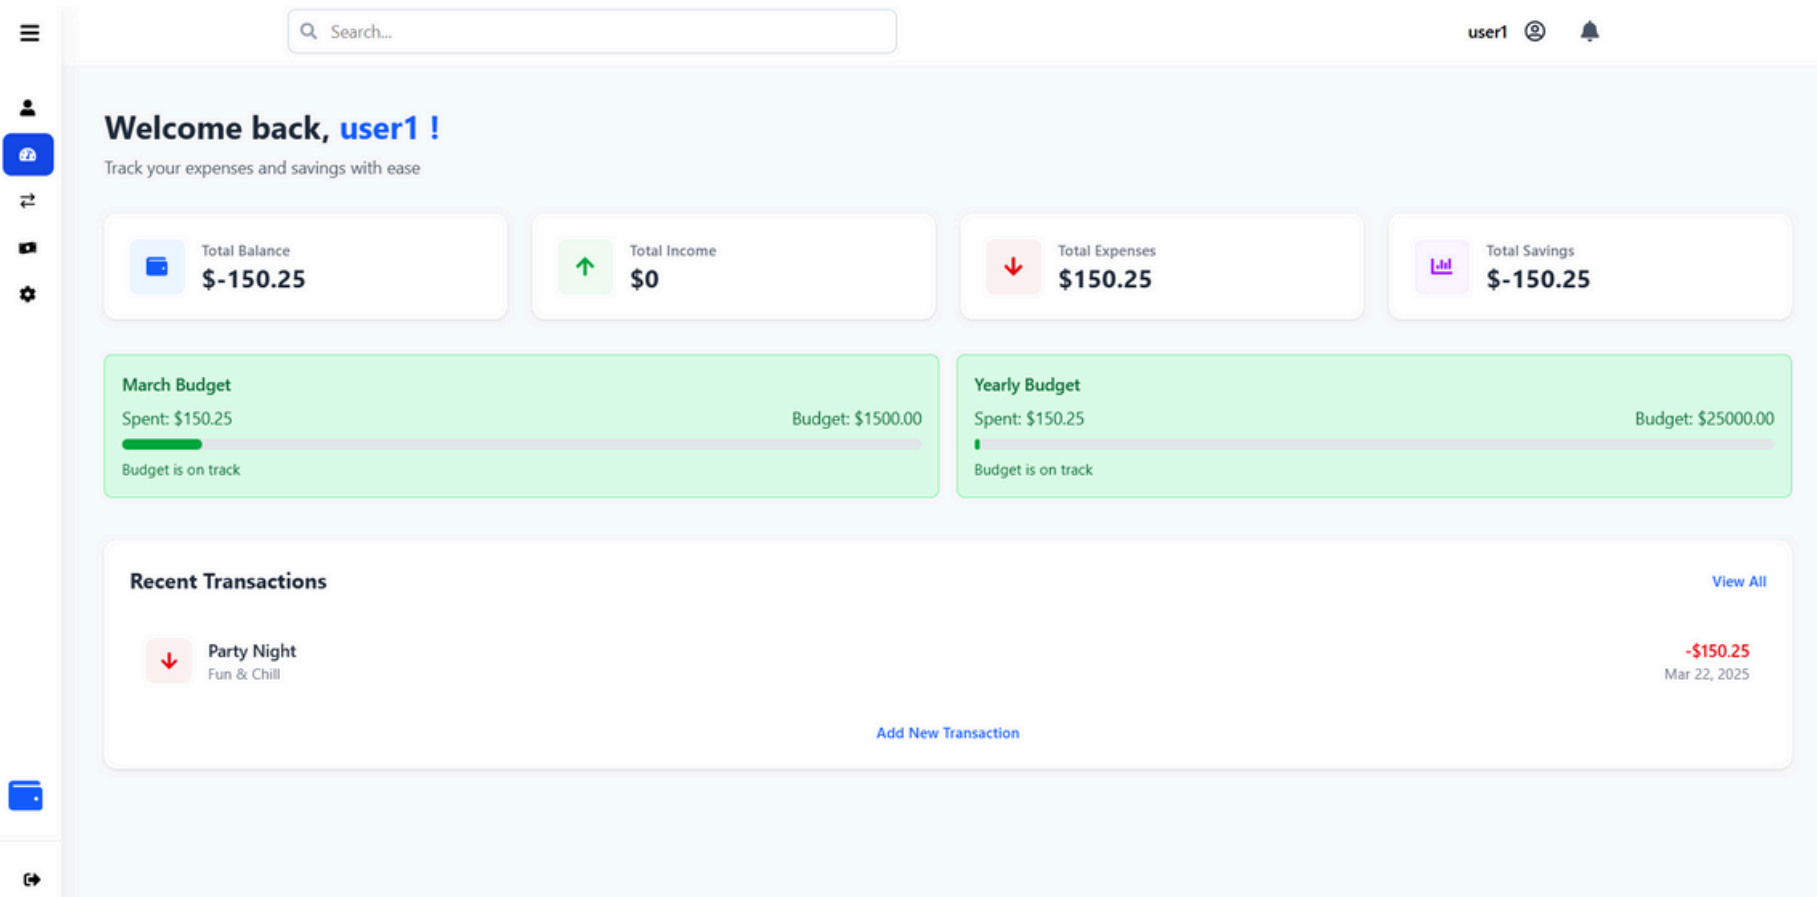 Search...
user1
Welcome back, user1 !
Track your expenses and savings with ease
Total Balance
$-150.25
Total Income
$0
Total Expenses
$150.25
Total Savings
$-150.25
March Budget
Spent: $150.25
Budget: $1500.00
Budget is on track
Yearly Budget
Spent: $150.25
Budget: $25000.00
Budget is on track
Recent Transactions
View All
Party Night
-$150.25
Fun & Chill
Mar 22, 2025
Add New Transaction